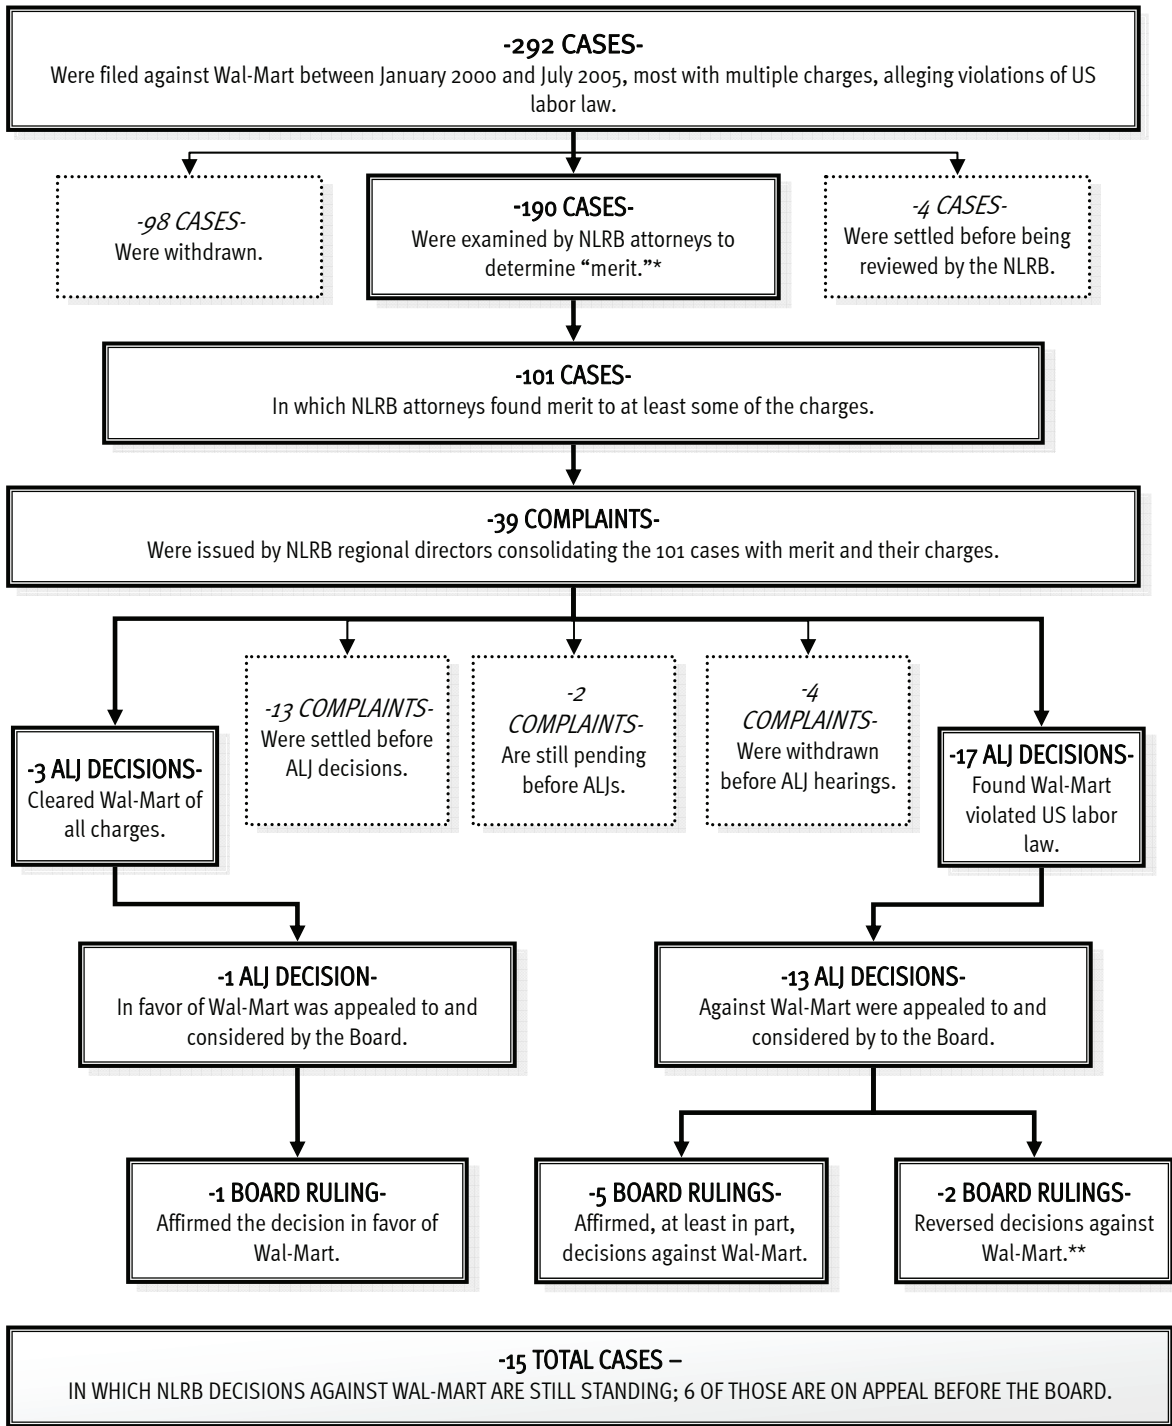 -292 CASES-
Were filed against Wal-Mart between January 2000 and July 2005, most with multiple charges, alleging violations of US
labor law.
-98 CASES-
Were withdrawn.
-190 CASES-
Were examined by NLRB attorneys to
determine “merit.”*
-4 CASES-
Were settled before being
reviewed by the NLRB.
-101 CASES-
In which NLRB attorneys found merit to at least some of the charges.
-39 COMPLAINTS-
Were issued by NLRB regional directors consolidating the 101 cases with merit and their charges.
-3 ALJ DECISIONS-
Cleared Wal-Mart of
all charges.
-13 COMPLAINTS-
Were settled before
ALJ decisions.
-2
COMPLAINTS-
Are still pending
before ALJs.
-4
COMPLAINTS-
Were withdrawn
before ALJ hearings.
-17 ALJ DECISIONS-
Found Wal-Mart
violated US labor
law.
-1 ALJ DECISION-
In favor of Wal-Mart was appealed to and
considered by the Board.
-13 ALJ DECISIONS-
Against Wal-Mart were appealed to and
considered by to the Board.
-1 BOARD RULING-
Affirmed the decision in favor of
Wal-Mart.
-5 BOARD RULINGS-
Affirmed, at least in part,
decisions against Wal-Mart.
-2 BOARD RULINGS-
Reversed decisions against
Wal-Mart.**
-15 TOTAL CASES –
IN WHICH NLRB DECISIONS AGAINST WAL-MART ARE STILL STANDING; 6 OF THOSE ARE ON APPEAL BEFORE THE BOARD.